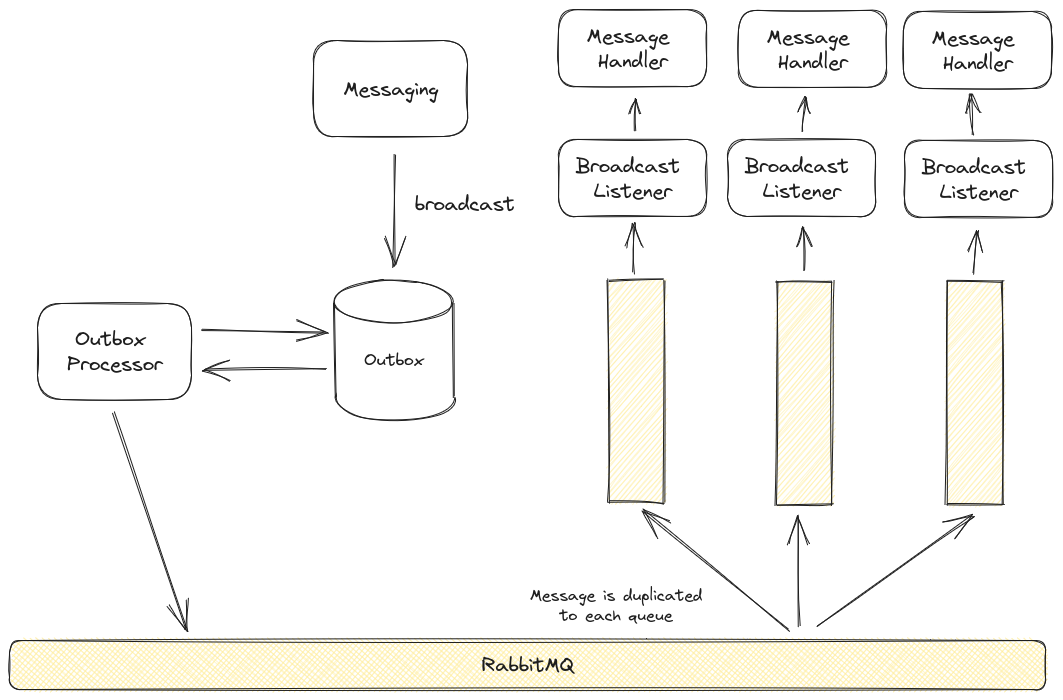 Messaging
broadcast
Outbox
Processor
Outbox
Message
Handler
Message
Handler
Message
Handler
Broadcast
Listener
Broadcast
Listener
Broadcast
Listener
Message is duplicated
to each queue
RabbitMQ